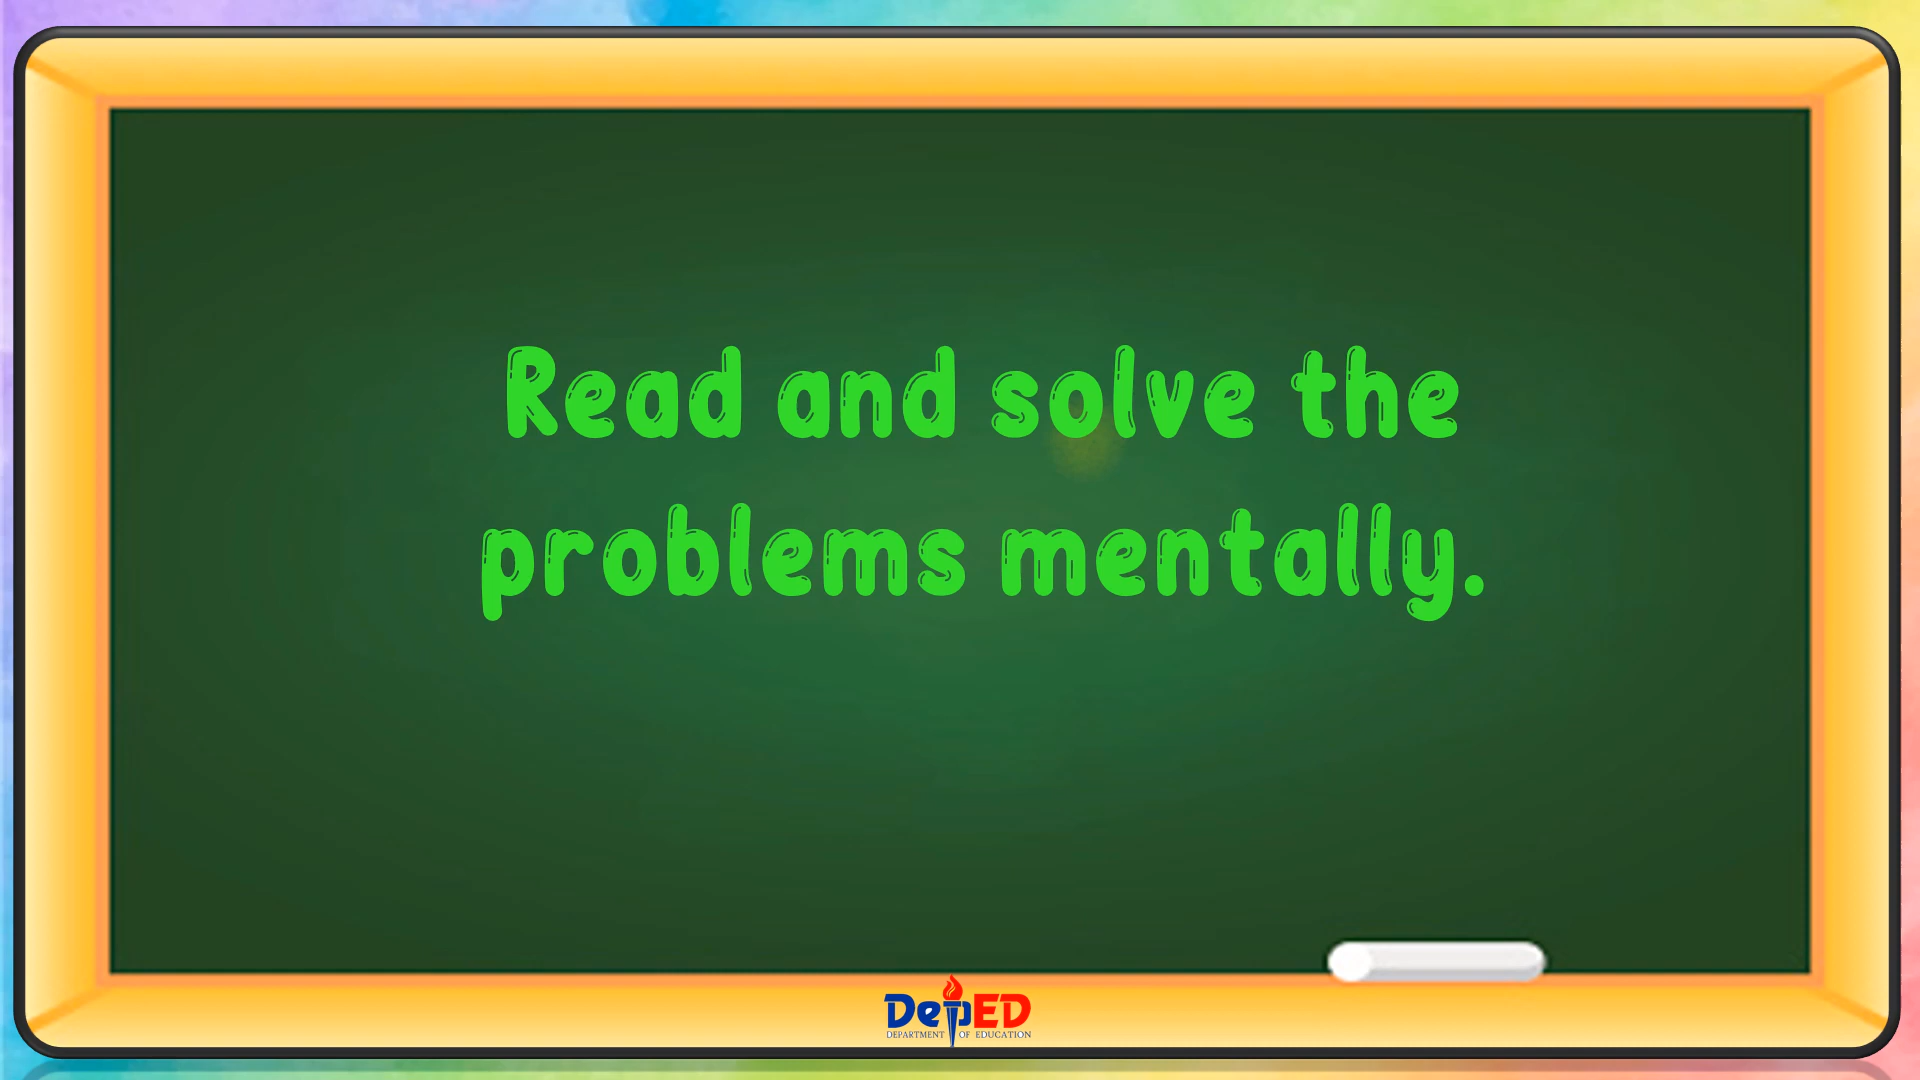 Read and solve the
problems mentally.
DepED
DEPARTMENT OF EDUCATION